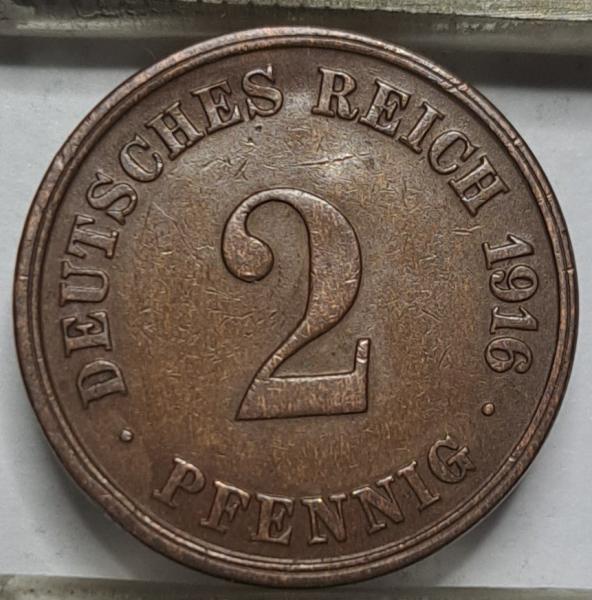 DEUTSCHES REICH 1916
2
PFENNIG